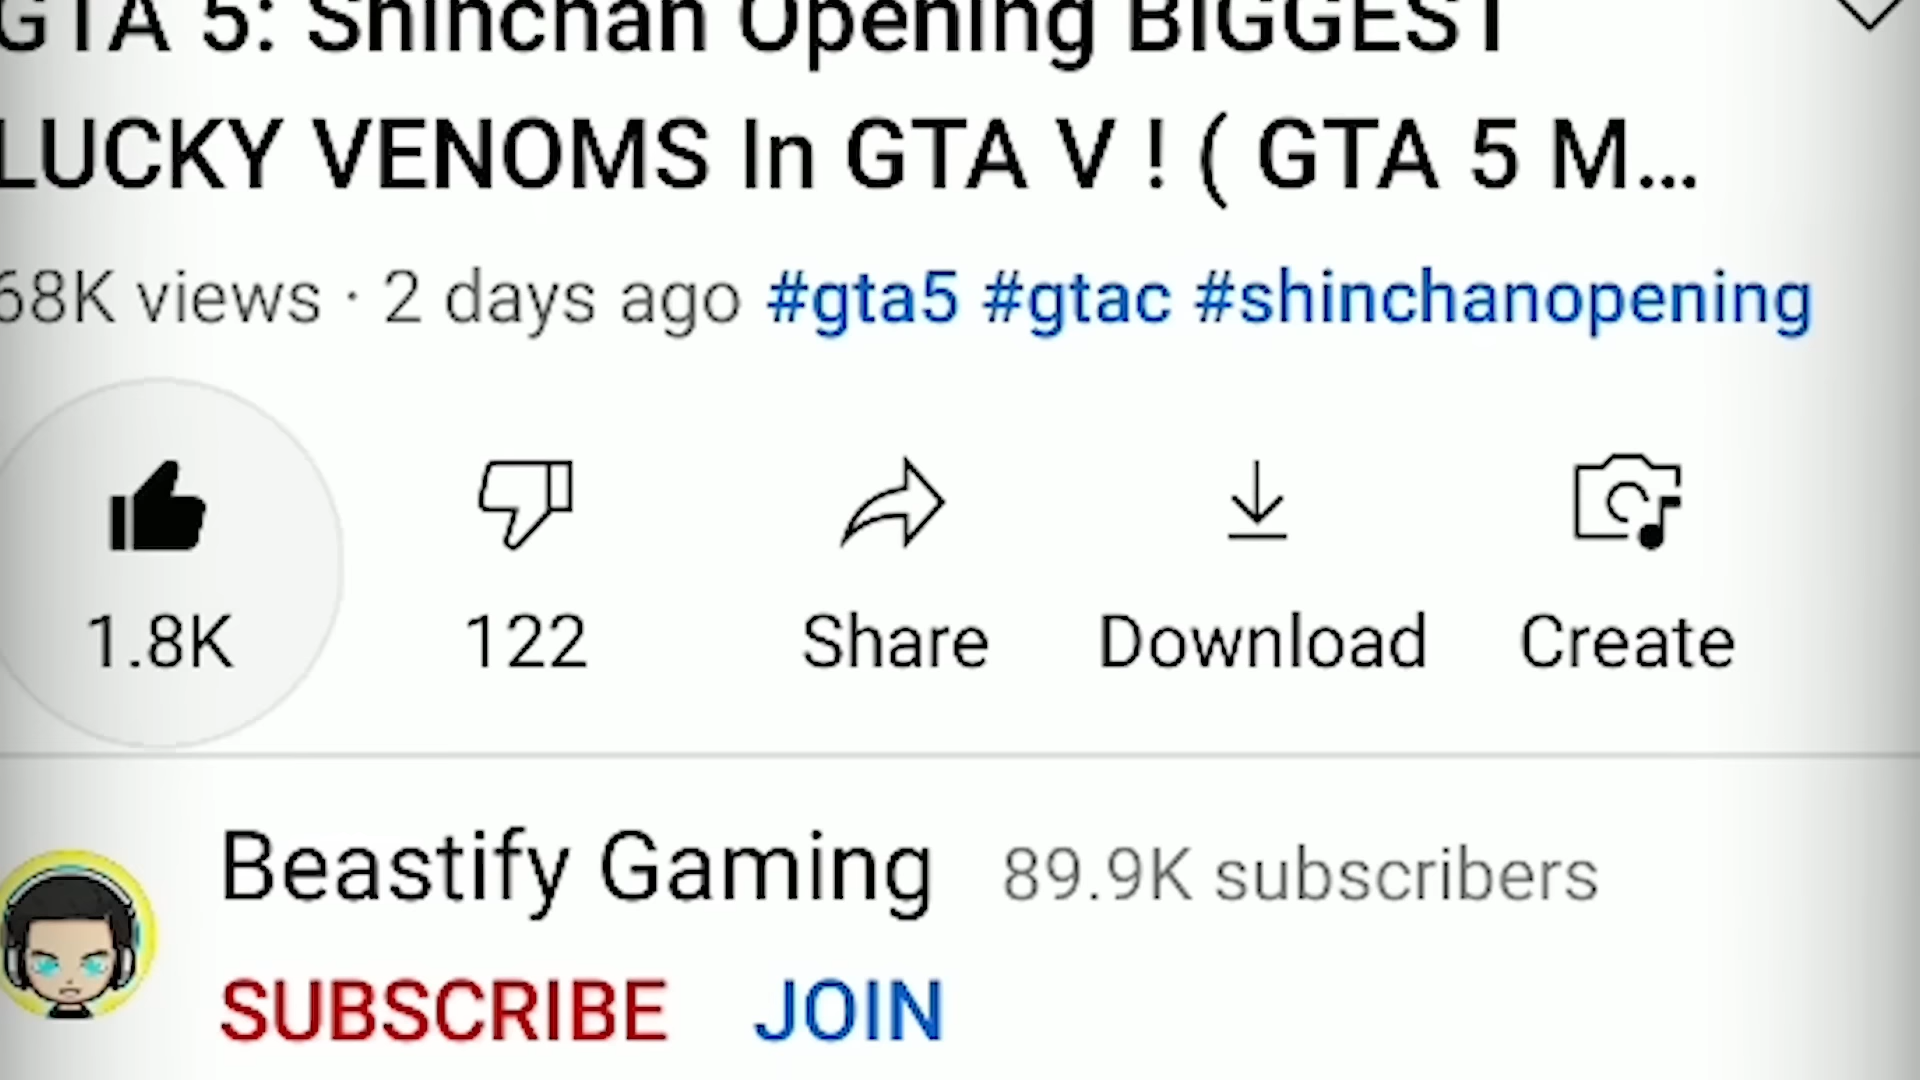 GTA 5: Shinchan Opening BIGGEST
LUCKY VENOMS In GTA V ! ( GTA 5 M...
68K views · 2 days ago #gta5 #gtac #shinchanopening
1.8K
122
Share
Download
Create
Beastify Gaming 89.9K subscribers
SUBSCRIBE JOIN